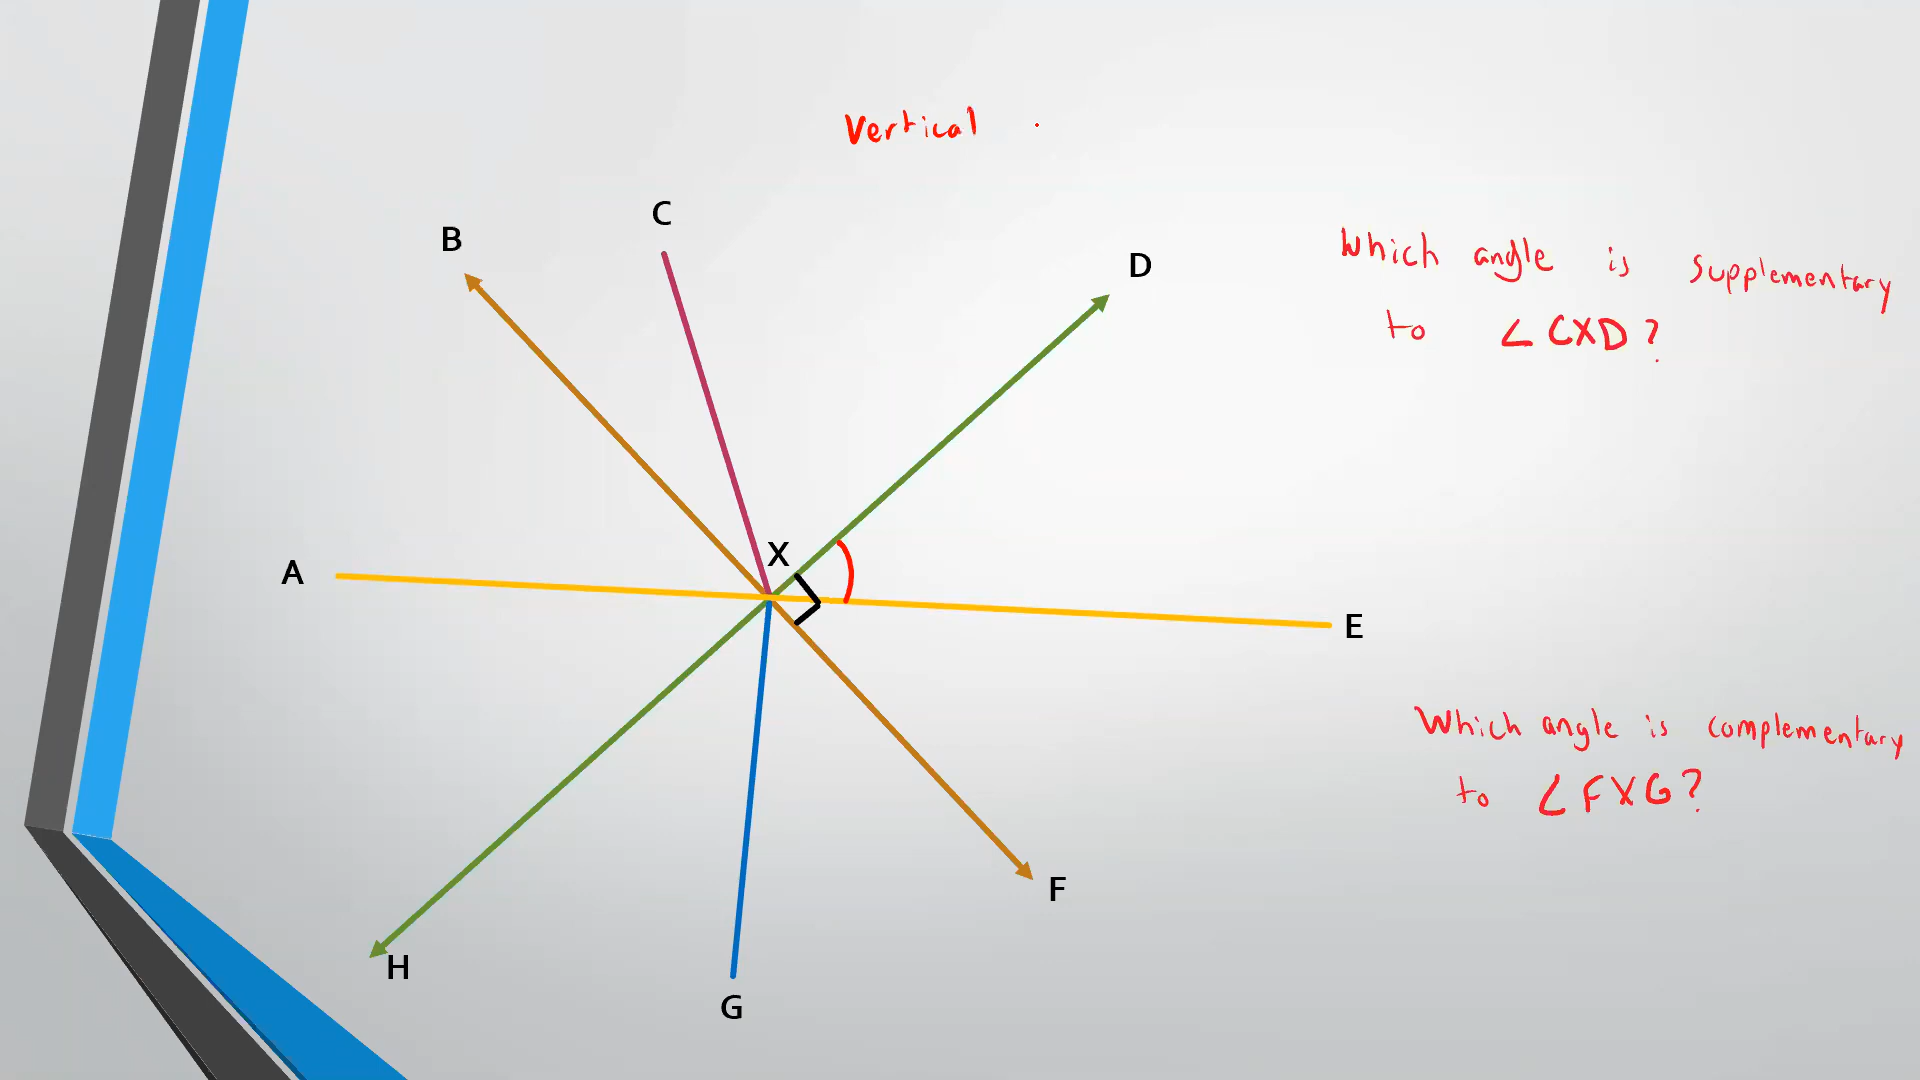 Vertical
C
B
D
Which angle is supplementary
to ∠CXD?
X
A
E
Which angle is complementary
to ∠FXG?
F
H
G